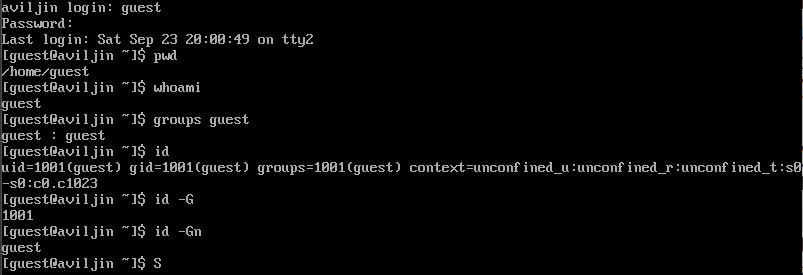 aviljin login: guest
Password:
Last login: Sat Sep 23 20:00:49 on tty2
[guest@aviljin ~]$ pwd
/home/guest
[guest@aviljin ~]$ whoami
guest
[guest@aviljin ~]$ groups guest
guest : guest
[guest@aviljin ~]$ id
uid=1001(guest) gid=1001(guest) groups=1001(guest) context=unconfined_u:unconfined_r:unconfined_t:s0
-s0:c0.c1023
[guest@aviljin ~]$ id -G
1001
[guest@aviljin ~]$ id -Gn
guest
[guest@aviljin ~]$ S